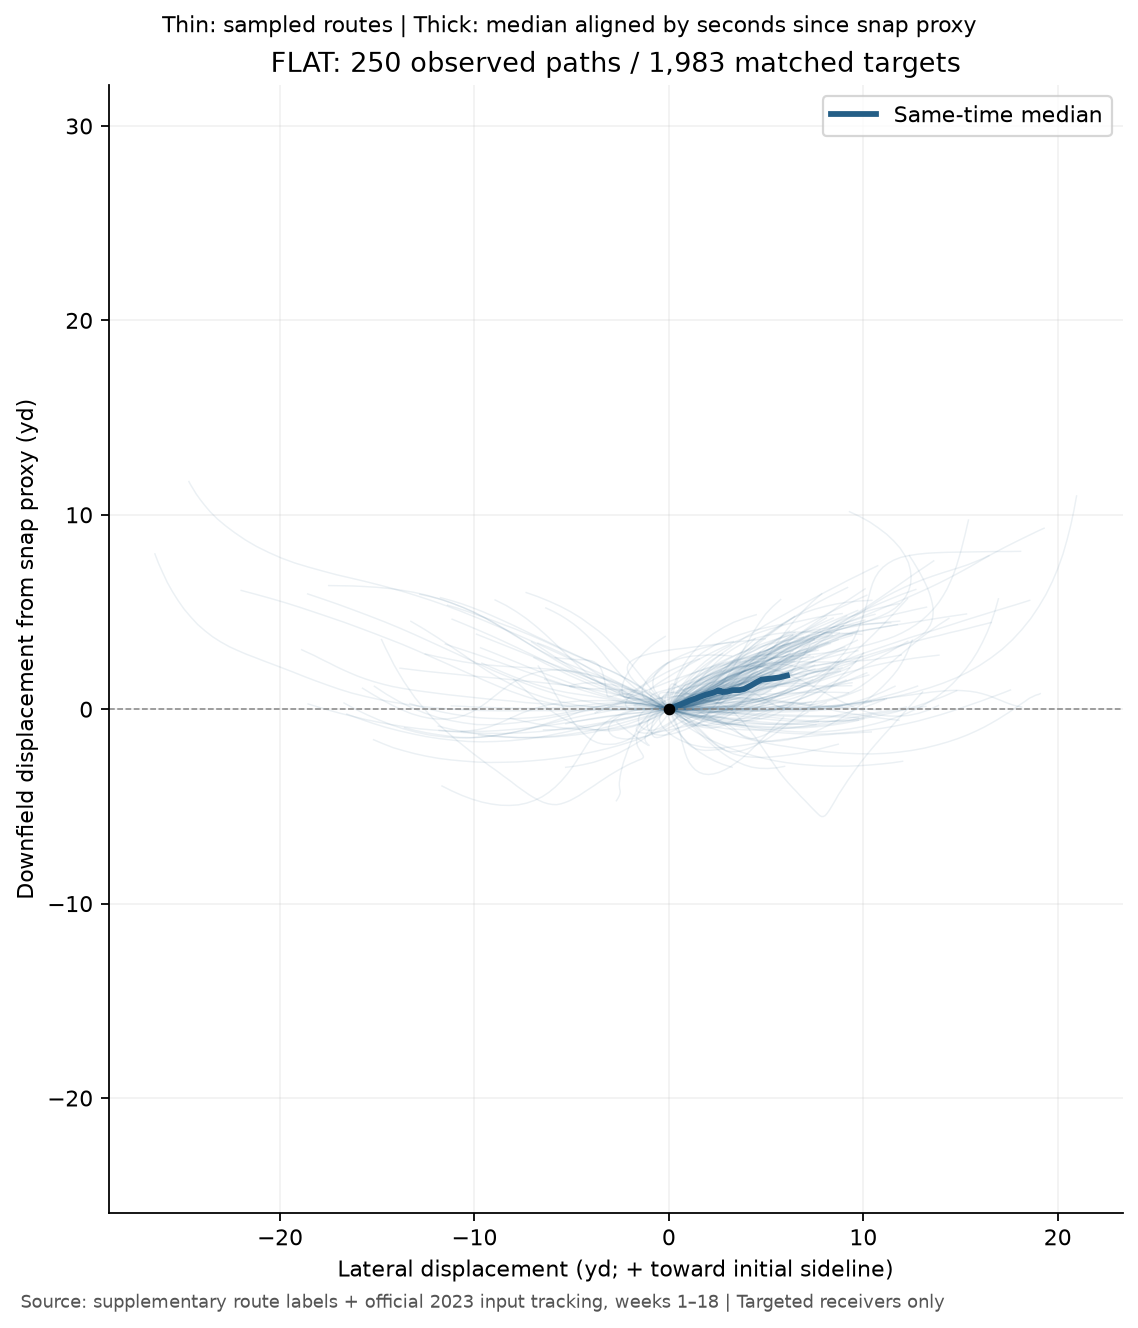 Thin: sampled routes | Thick: median aligned by seconds since snap proxy
FLAT: 250 observed paths / 1,983 matched targets
Same-time median
30
20
10
0
−10
−20
Downfield displacement from snap proxy (yd)
−20
−10
0
10
20
Lateral displacement (yd; + toward initial sideline)
Source: supplementary route labels + official 2023 input tracking, weeks 1–18 | Targeted receivers only